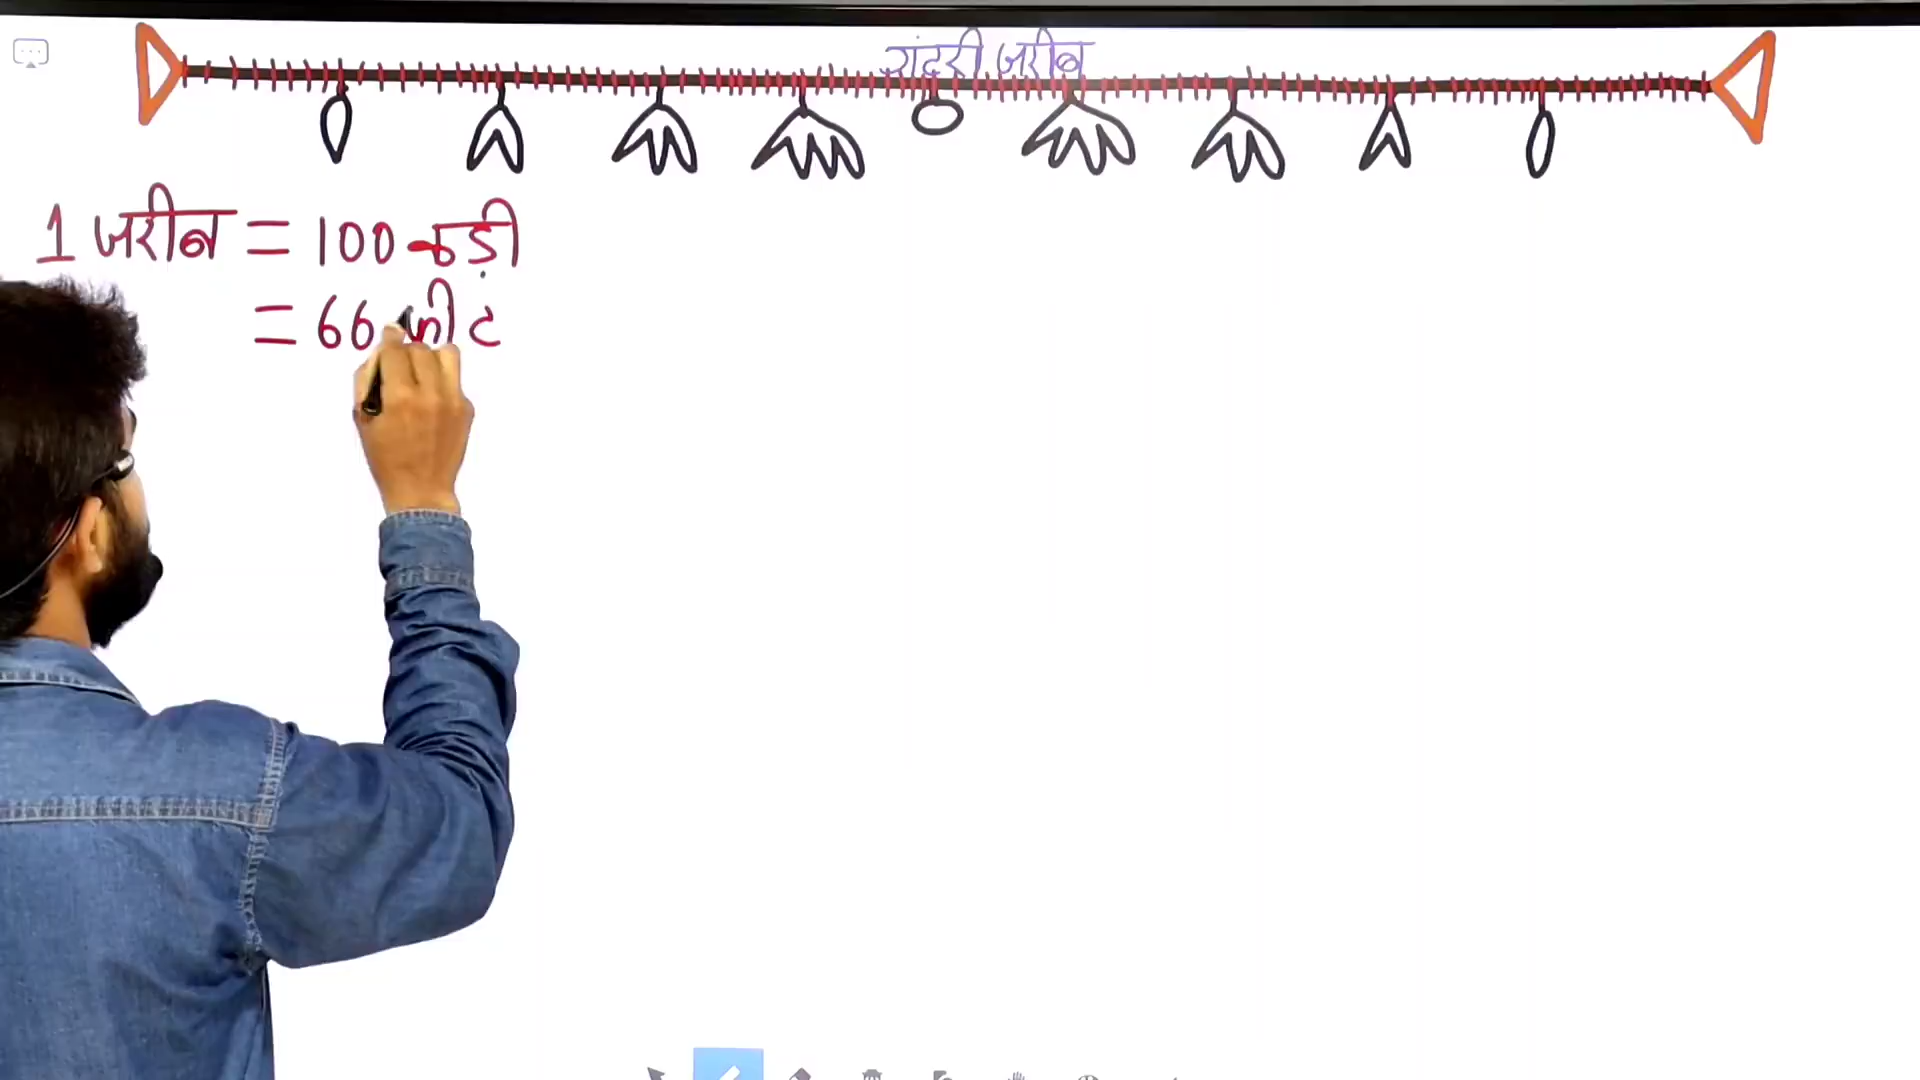 गंटरी जरीब
1 जरीब = 100 कड़ी
= 66 फीट